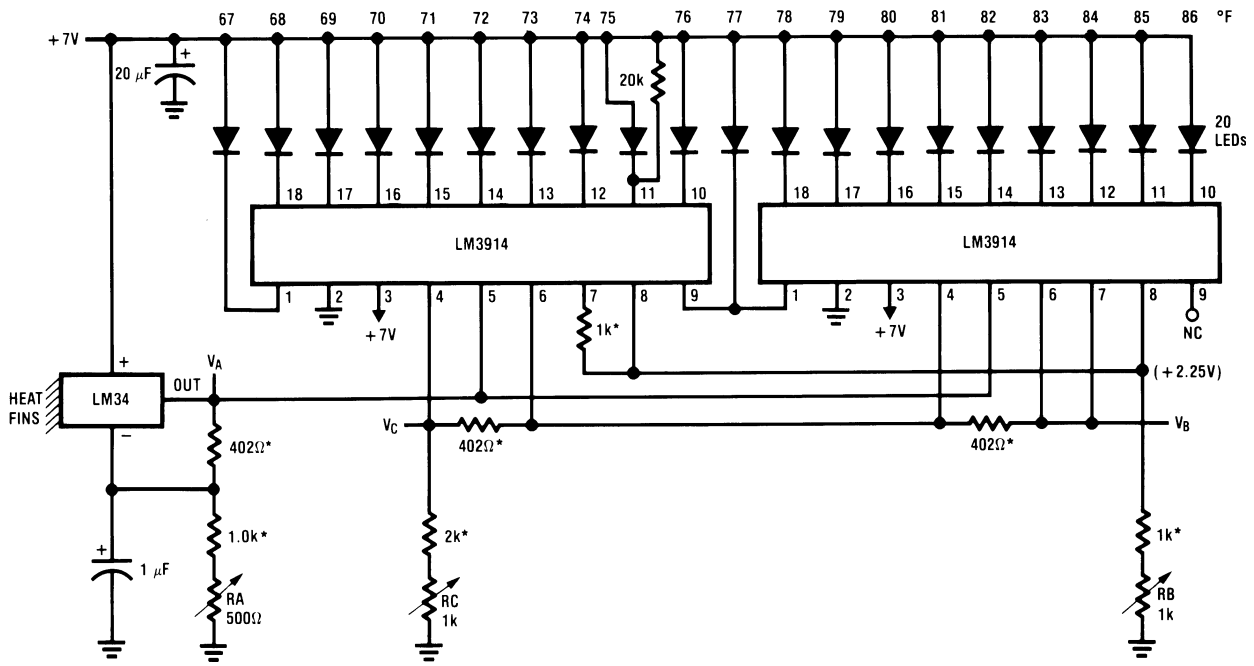 67 68 69 70 71 72 73 74 75 76 77 78 79 80 81 82 83 84 85 86 °F
+7V
+
20 μF
20k
20 LEDs
18 17 16 15 14 13 12 11 10
18 17 16 15 14 13 12 11 10
LM3914
LM3914
1 2 3 4 5 6 7 8 9
1 2 3 4 5 6 7 8 9
+7V
1k*
+7V
NC
VA
(+2.25V)
+
HEAT FINS
LM34
OUT
−
VC
402Ω*
402Ω*
VB
402Ω*
1.0k*
2k*
1k*
+
1 μF
RA
500Ω
RC
1k
RB
1k